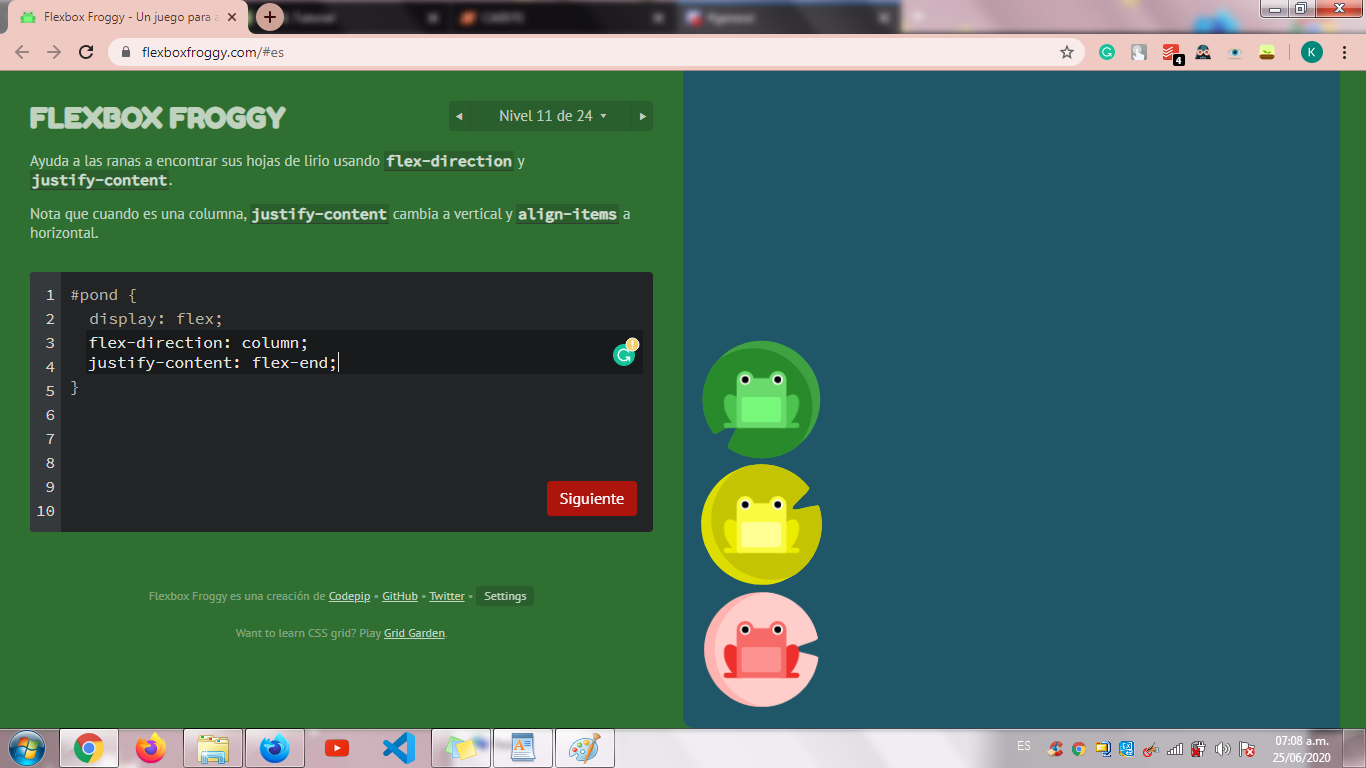 Flexbox Froggy - Un juego para a
Tutorial
flexboxfroggy.com/#es
4
K
FLEXBOX FROGGY
Nivel 11 de 24
Ayuda a las ranas a encontrar sus hojas de lirio usando flex-direction y
justify-content.
Nota que cuando es una columna, justify-content cambia a vertical y align-items a
horizontal.
1 #pond {
2 display: flex;
3 flex-direction: column;
4 justify-content: flex-end;
5 }
6
7
8
9
10
Siguiente
Flexbox Froggy es una creación de Codepip • GitHub • Twitter • Settings
Want to learn CSS grid? Play Grid Garden.
ES
07:08 a.m.
25/06/2020